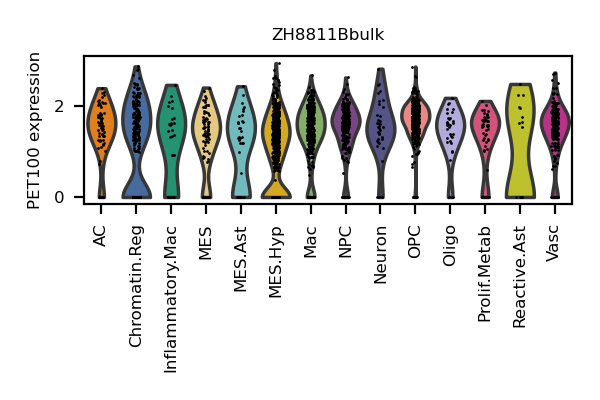 ZH8811Bbulk
PET100 expression
2
0
AC
Chromatin.Reg
Inflammatory.Mac
MES
MES.Ast
MES.Hyp
Mac
NPC
Neuron
OPC
Oligo
Prolif.Metab
Reactive.Ast
Vasc